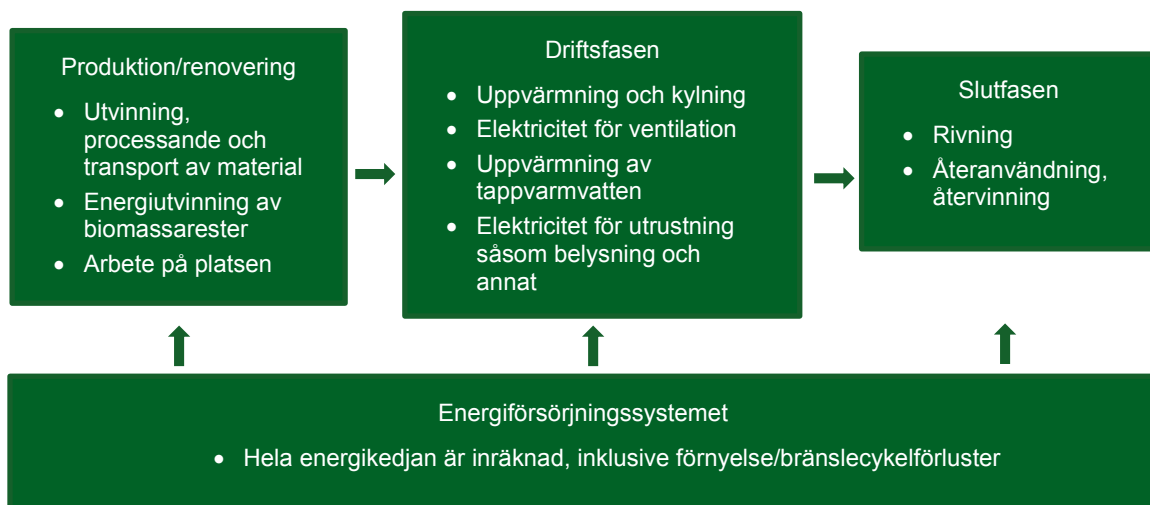 Produktion/renovering
• Utvinning,
processande och
transport av material
• Energiutvinning av
biomassarester
• Arbete på platsen
Driftsfasen
• Uppvärmning och kylning
• Elektricitet för ventilation
• Uppvärmning av
tappvarmvatten
• Elektricitet för utrustning
såsom belysning och
annat
Slutfasen
• Rivning
• Återanvändning,
återvinning
Energiförsörjningssystemet
• Hela energikedjan är inräknad, inklusive förnyelse/bränslecykelförluster